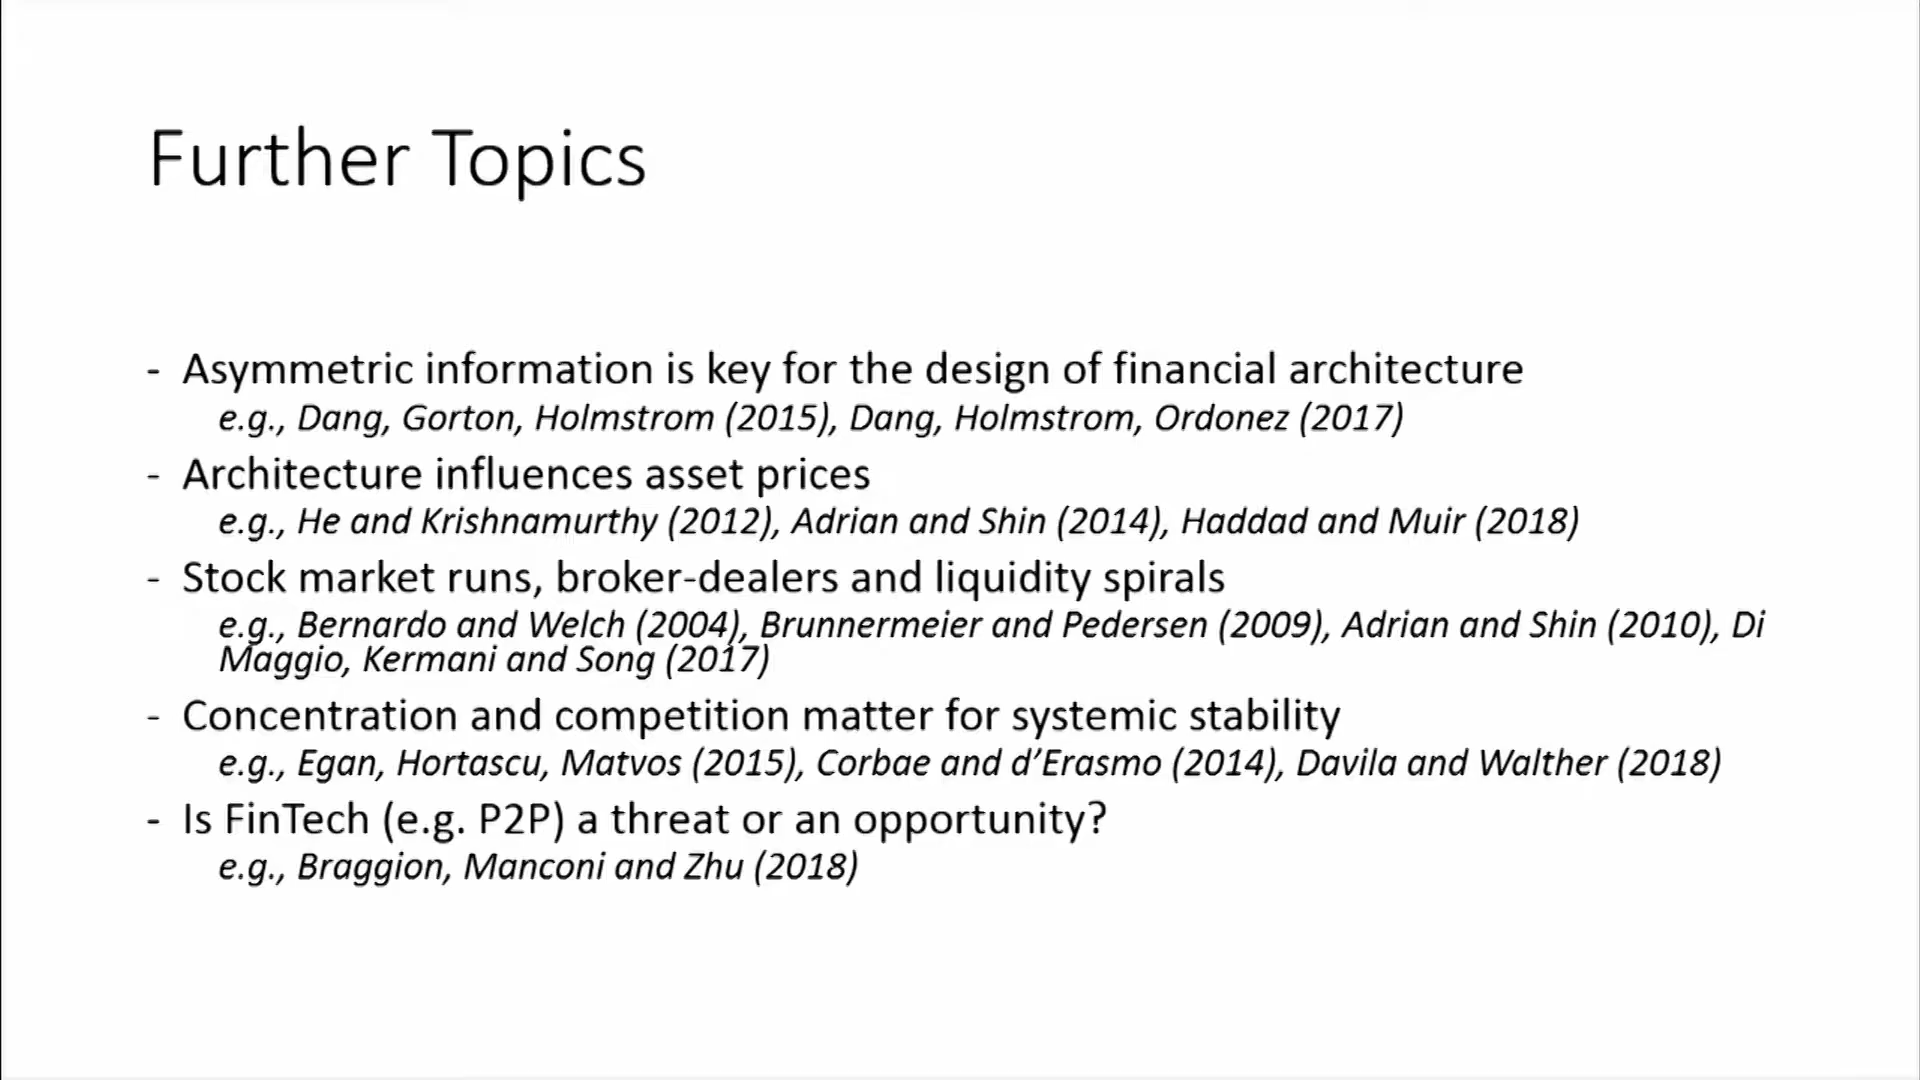 Further Topics
- Asymmetric information is key for the design of financial architecture
e.g., Dang, Gorton, Holmstrom (2015), Dang, Holmstrom, Ordonez (2017)
- Architecture influences asset prices
e.g., He and Krishnamurthy (2012), Adrian and Shin (2014), Haddad and Muir (2018)
- Stock market runs, broker-dealers and liquidity spirals
e.g., Bernardo and Welch (2004), Brunnermeier and Pedersen (2009), Adrian and Shin (2010), Di
Maggio, Kermani and Song (2017)
- Concentration and competition matter for systemic stability
e.g., Egan, Hortascu, Matvos (2015), Corbae and d’Erasmo (2014), Davila and Walther (2018)
- Is FinTech (e.g. P2P) a threat or an opportunity?
e.g., Braggion, Manconi and Zhu (2018)